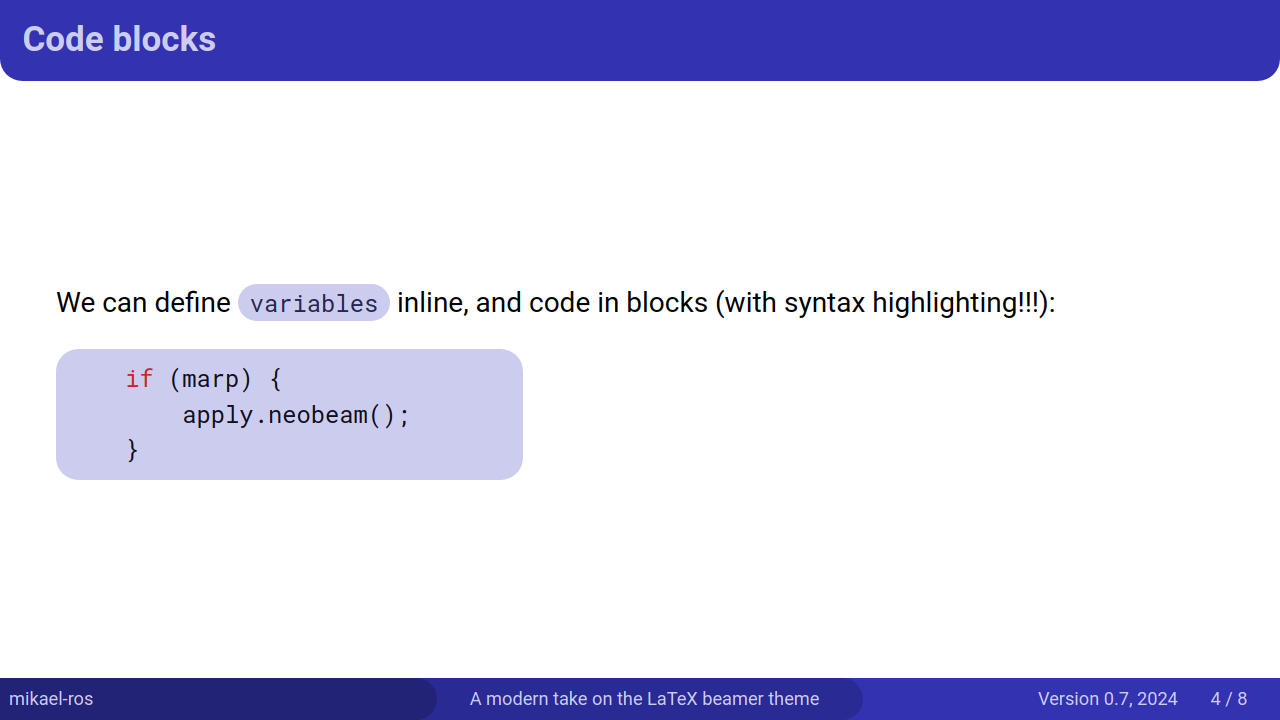 Code blocks
We can define variables inline, and code in blocks (with syntax highlighting!!!):
if (marp) {
    apply.neobeam();
}
mikael-ros
A modern take on the LaTeX beamer theme
Version 0.7, 2024
4 / 8